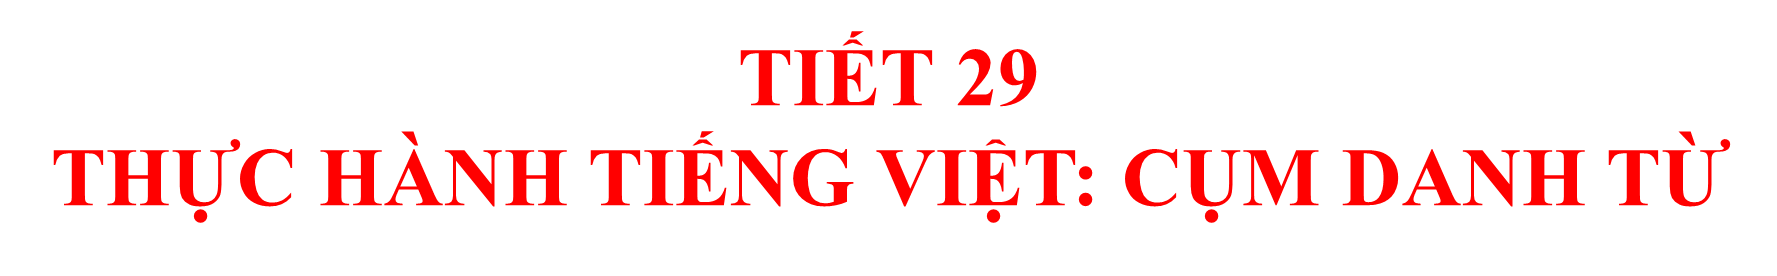 TIẾT 29
THỰC HÀNH TIẾNG VIỆT: CỤM DANH TỪ